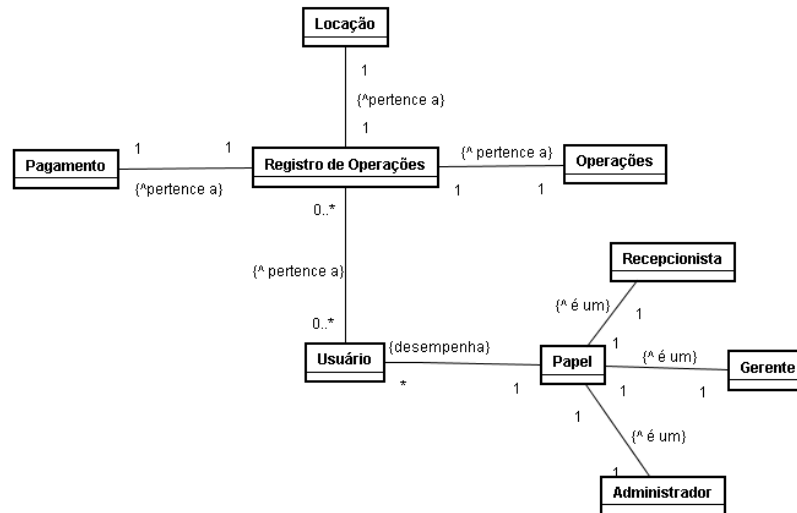 Locação
1
{^pertence a}
1
Pagamento
1
1
{^pertence a}
Registro de Operações
{^ pertence a}
1
1
Operações
0..*
{^ pertence a}
0..*
Usuário
{desempenha}
*
1
Papel
Recepcionista
{^ é um}
1
1
{^ é um}
1
1
Gerente
1
{^ é um}
1
Administrador